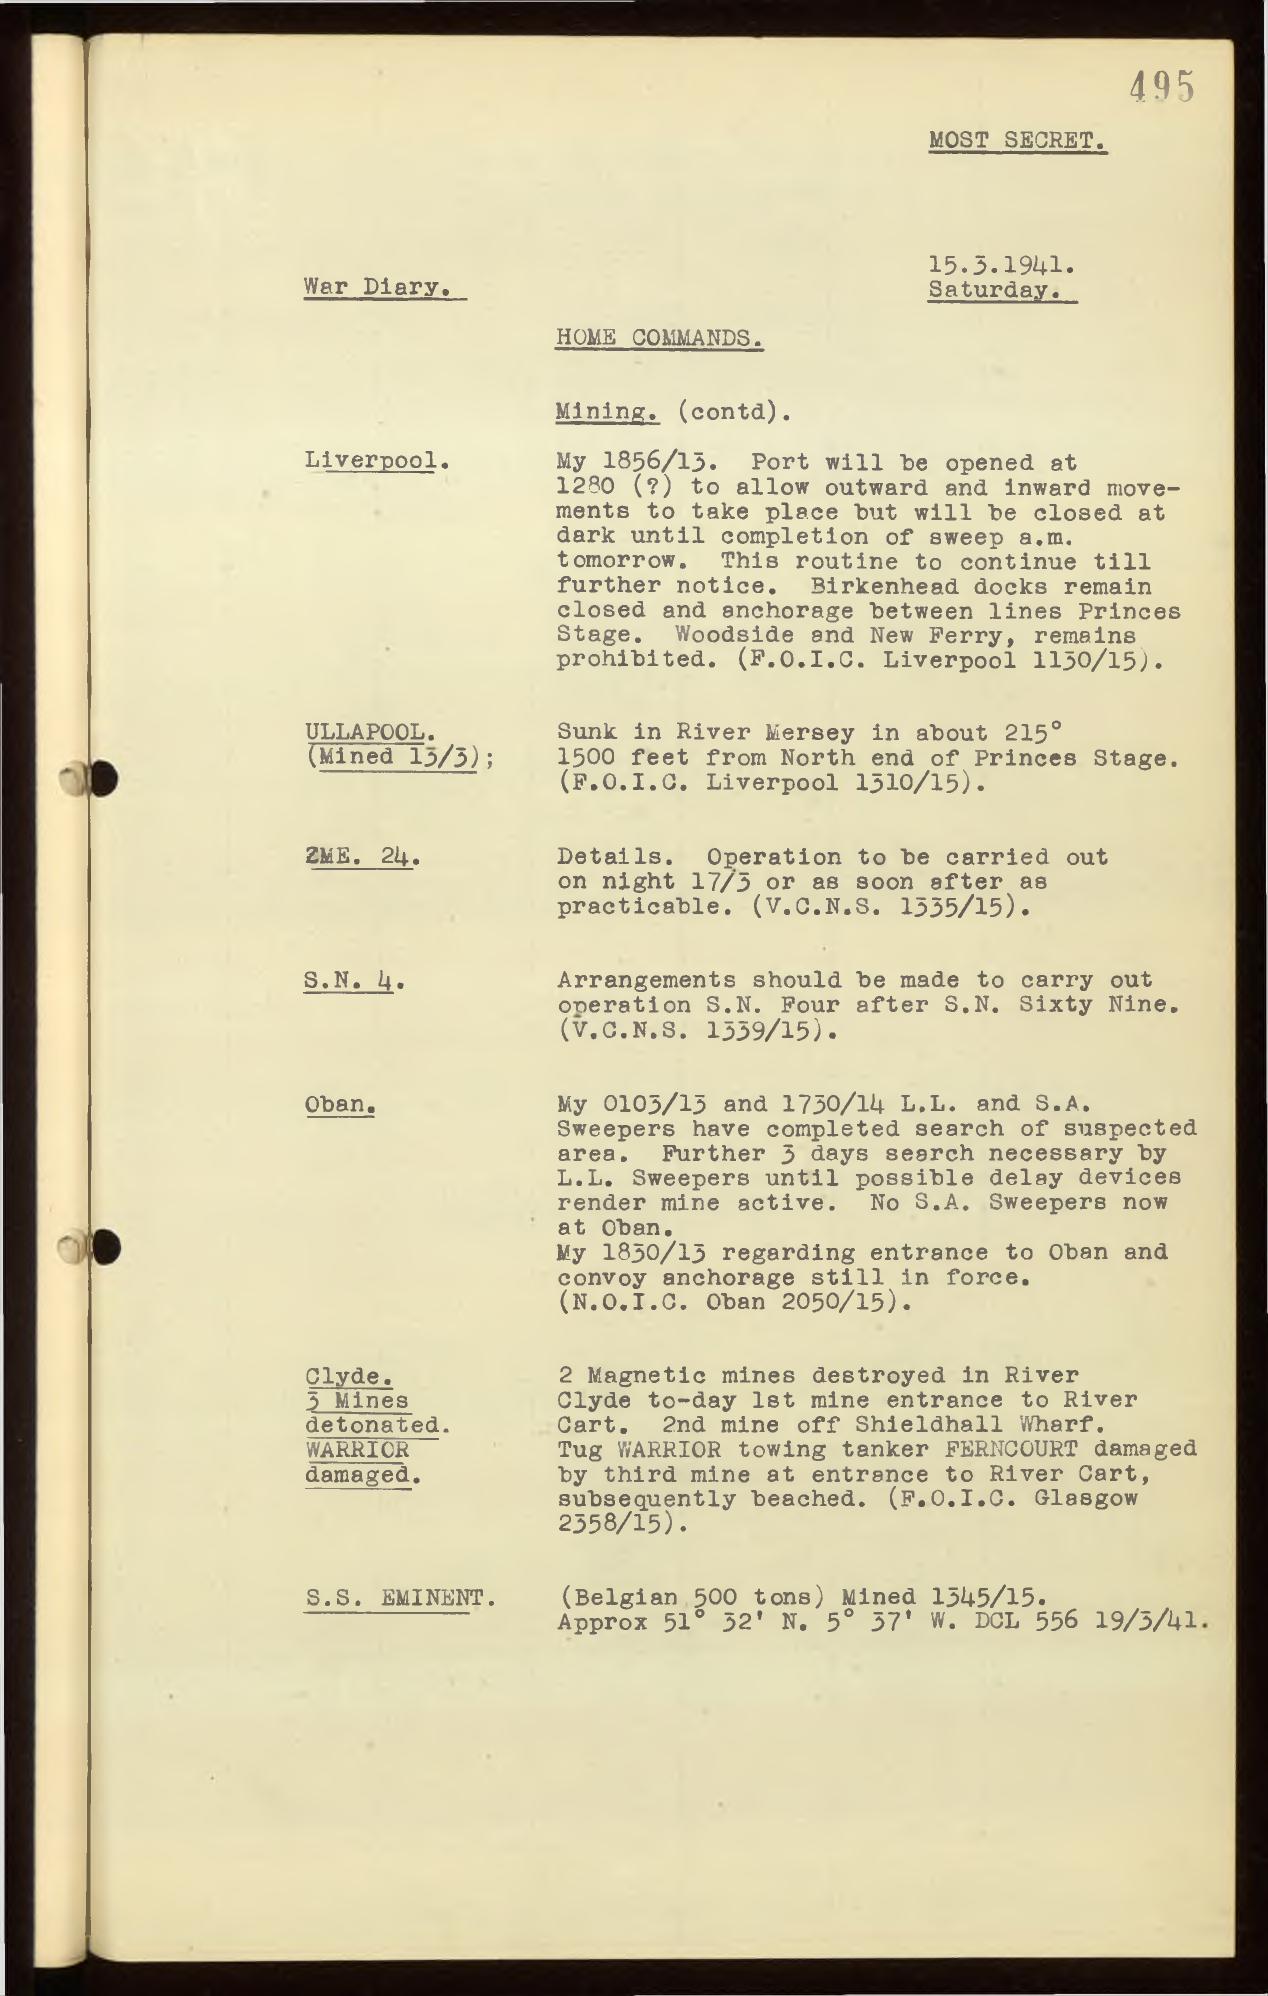 495
MOST SECRET.
15.3.1941.
War Diary.
Saturday.
HOME COMMANDS.
Mining. (contd).
Liverpool.
My 1856/13. Port will be opened at
1280 (?) to allow outward and inward move-
ments to take place but will be closed at
dark until completion of sweep a.m.
tomorrow. This routine to continue till
further notice. Birkenhead docks remain
closed and anchorage between lines Princes
Stage. Woodside and New Ferry, remains
prohibited. (F.O.I.C. Liverpool 1130/15).
ULLAPOOL.
(Mined 13/3);
Sunk in River Mersey in about 215°
1500 feet from North end of Princes Stage.
(F.O.I.C. Liverpool 1310/15).
ZME. 24.
Details. Operation to be carried out
on night 17/3 or as soon after as
practicable. (V.C.N.S. 1335/15).
S.N. 4.
Arrangements should be made to carry out
operation S.N. Four after S.N. Sixty Nine.
(V.C.N.S. 1339/15).
Oban.
My 0103/13 and 1730/14 L.L. and S.A.
Sweepers have completed search of suspected
area. Further 3 days search necessary by
L.L. Sweepers until possible delay devices
render mine active. No S.A. Sweepers now
at Oban.
My 1830/13 regarding entrance to Oban and
convoy anchorage still in force.
(N.O.I.C. Oban 2050/15).
Clyde.
3 Mines
detonated.
WARRIOR
damaged.
2 Magnetic mines destroyed in River
Clyde to-day 1st mine entrance to River
Cart. 2nd mine off Shieldhall Wharf.
Tug WARRIOR towing tanker FERNCOURT damaged
by third mine at entrance to River Cart,
subsequently beached. (F.O.I.C. Glasgow
2358/15).
S.S. EMINENT.
(Belgian 500 tons) Mined 1345/15.
Approx 51° 32' N. 5° 37' W. DCL 556 19/3/41.